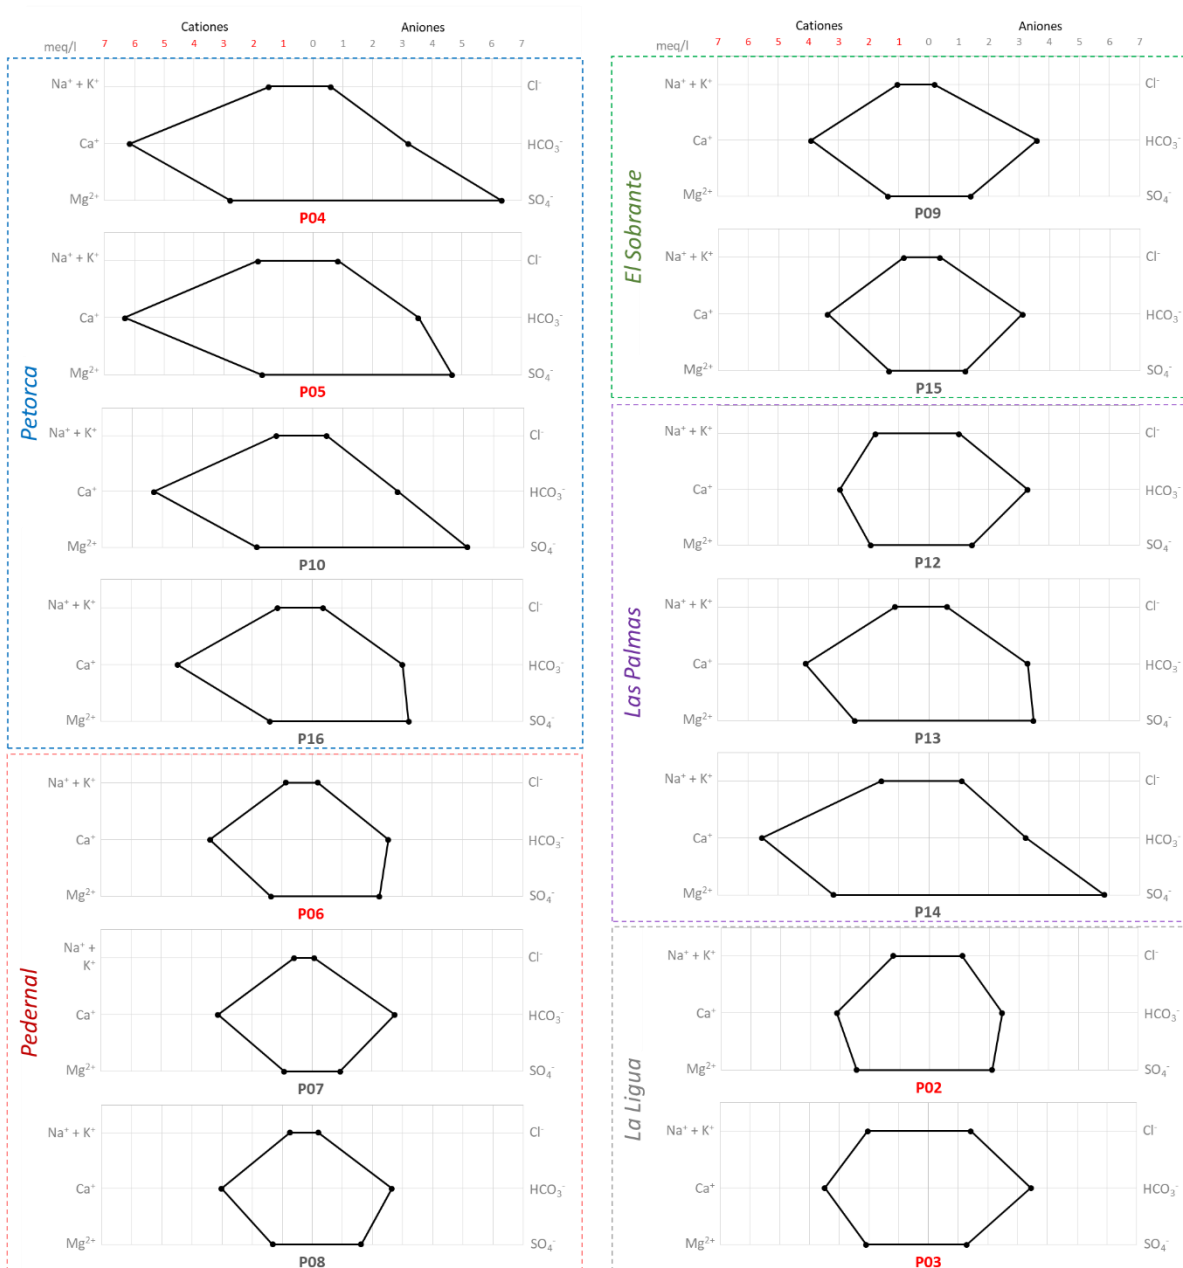 Cationes Aniones
meq/l 7 6 5 4 3 2 1 0 1 2 3 4 5 6 7
Petorca
Na⁺ + K⁺ Cl⁻
Ca⁺ HCO₃⁻
Mg²⁺ SO₄⁻
P04
Na⁺ + K⁺ Cl⁻
Ca⁺ HCO₃⁻
Mg²⁺ SO₄⁻
P05
Na⁺ + K⁺ Cl⁻
Ca⁺ HCO₃⁻
Mg²⁺ SO₄⁻
P10
Na⁺ + K⁺ Cl⁻
Ca⁺ HCO₃⁻
Mg²⁺ SO₄⁻
P16
Pedernal
Na⁺ + K⁺ Cl⁻
Ca⁺ HCO₃⁻
Mg²⁺ SO₄⁻
P06
Na⁺ +
K⁺ Cl⁻
Ca⁺ HCO₃⁻
Mg²⁺ SO₄⁻
P07
Na⁺ + K⁺ Cl⁻
Ca⁺ HCO₃⁻
Mg²⁺ SO₄⁻
P08
Cationes Aniones
meq/l 7 6 5 4 3 2 1 0 1 2 3 4 5 6 7
El Sobrante
Na⁺ + K⁺ Cl⁻
Ca⁺ HCO₃⁻
Mg²⁺ SO₄⁻
P09
Na⁺ + K⁺ Cl⁻
Ca⁺ HCO₃⁻
Mg²⁺ SO₄⁻
P15
Las Palmas
Na⁺ + K⁺ Cl⁻
Ca⁺ HCO₃⁻
Mg²⁺ SO₄⁻
P12
Na⁺ + K⁺ Cl⁻
Ca⁺ HCO₃⁻
Mg²⁺ SO₄⁻
P13
Na⁺ + K⁺ Cl⁻
Ca⁺ HCO₃⁻
Mg²⁺ SO₄⁻
P14
La Ligua
Na⁺ + K⁺ Cl⁻
Ca⁺ HCO₃⁻
Mg²⁺ SO₄⁻
P02
Na⁺ + K⁺ Cl⁻
Ca⁺ HCO₃⁻
Mg²⁺ SO₄⁻
P03